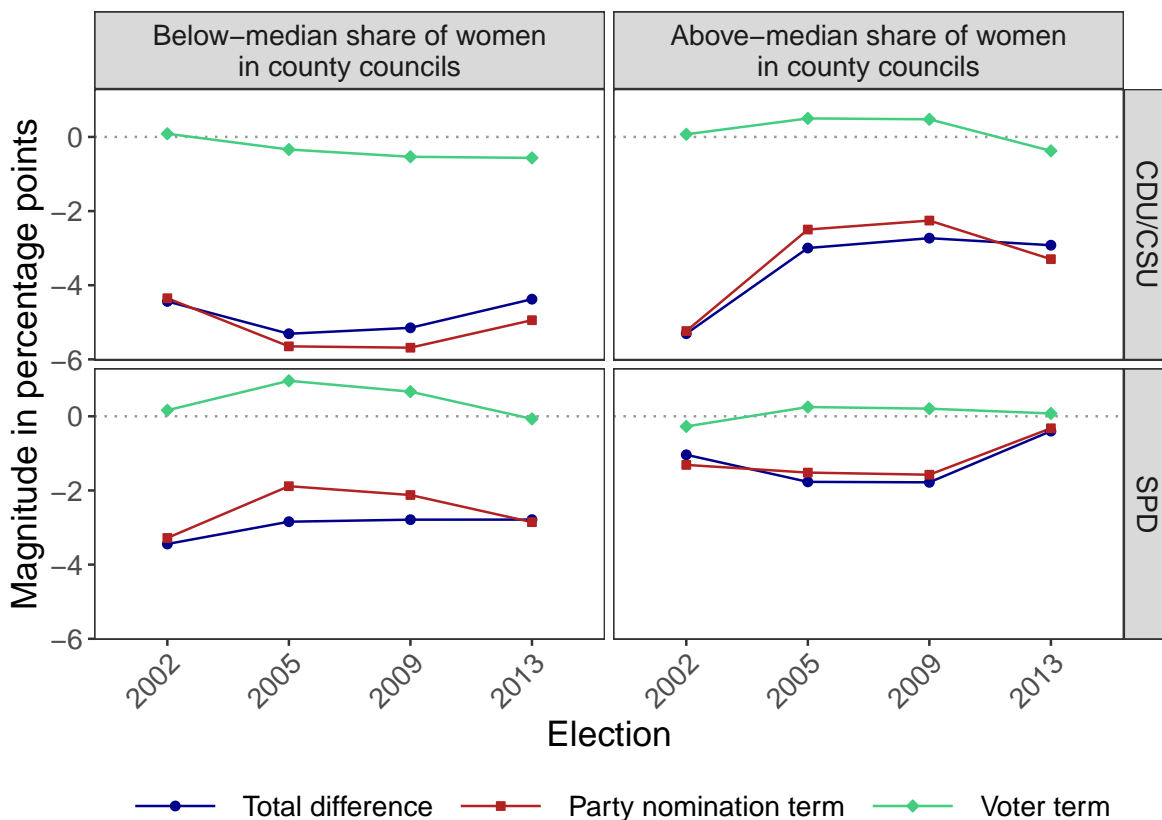 Below−median share of women
in county councils
Above−median share of women
in county councils
Magnitude in percentage points
0
−2
−4
−6
CDU/CSU
0
−2
−4
−6
SPD
2002
2005
2009
2013
2002
2005
2009
2013
Election
Total difference
Party nomination term
Voter term